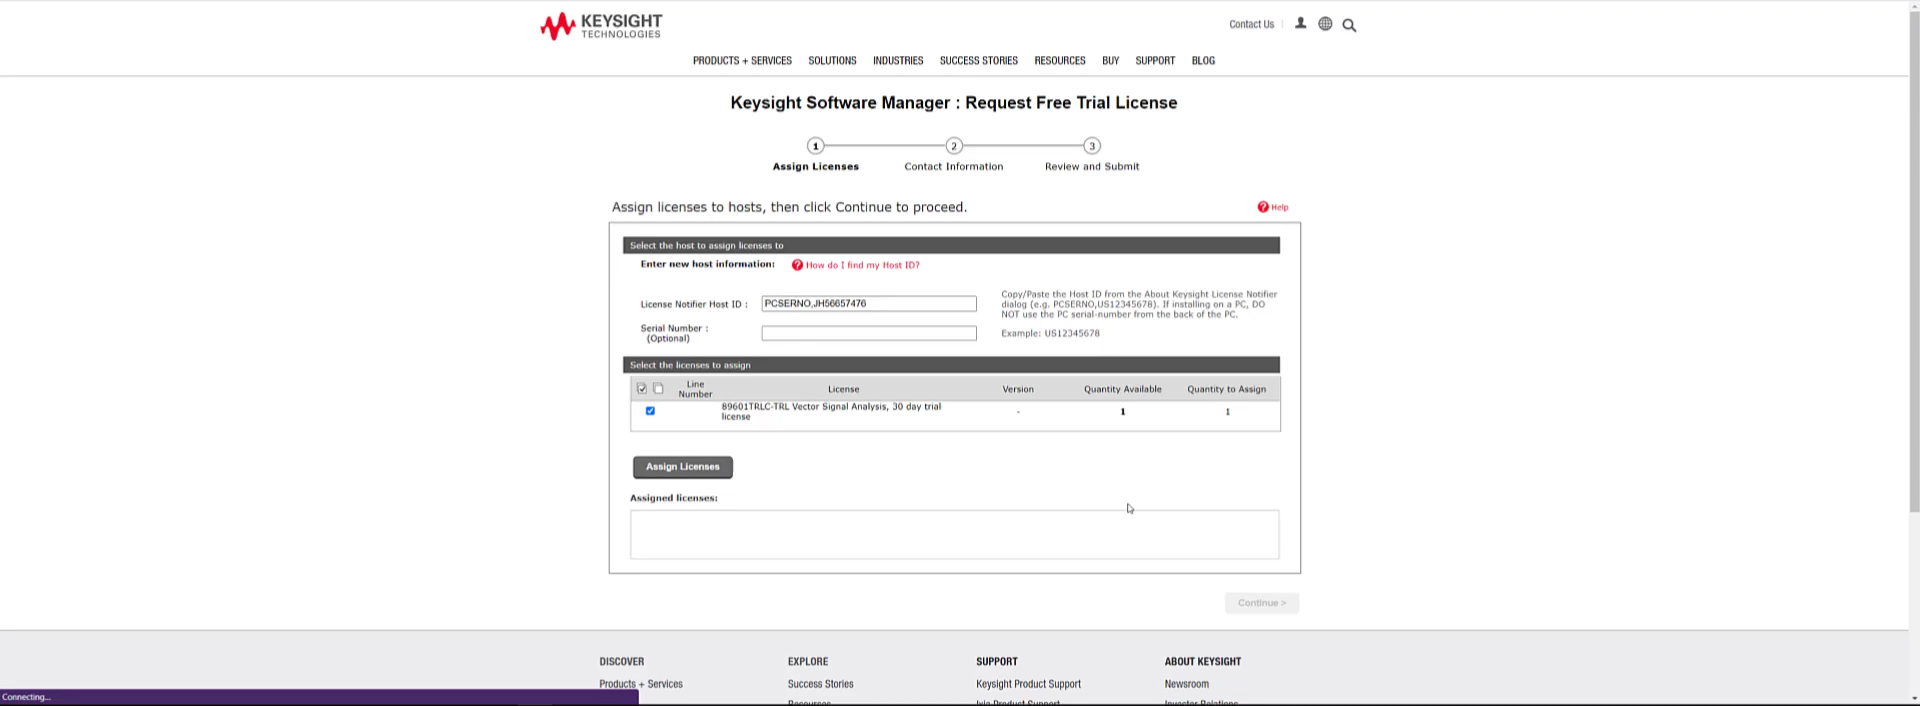 KEYSIGHT
TECHNOLOGIES
Contact Us
PRODUCTS + SERVICES SOLUTIONS INDUSTRIES SUCCESS STORIES RESOURCES BUY SUPPORT BLOG
Keysight Software Manager : Request Free Trial License
1 2 3
Assign Licenses Contact Information Review and Submit
Assign licenses to hosts, then click Continue to proceed.
? Help
Select the host to assign licenses to
Enter new host information: ? How do I find my Host ID?
License Notifier Host ID : PCSERNO,JH56657476
Copy/Paste the Host ID from the About Keysight License Notifier
dialog (e.g. PCSERNO,US12345678). If installing on a PC, DO
NOT use the PC serial-number from the back of the PC.
Serial Number :
(Optional)
Example: US12345678
Select the licenses to assign
Line
Number
License Version Quantity Available Quantity to Assign
89601TRLC-TRL Vector Signal Analysis, 30 day trial
license
- 1 1
Assign Licenses
Assigned licenses:
Continue >
DISCOVER EXPLORE SUPPORT ABOUT KEYSIGHT
Products + Services Success Stories Keysight Product Support Newsroom
Resources Ixia Product Support Investor Relations
Connecting...